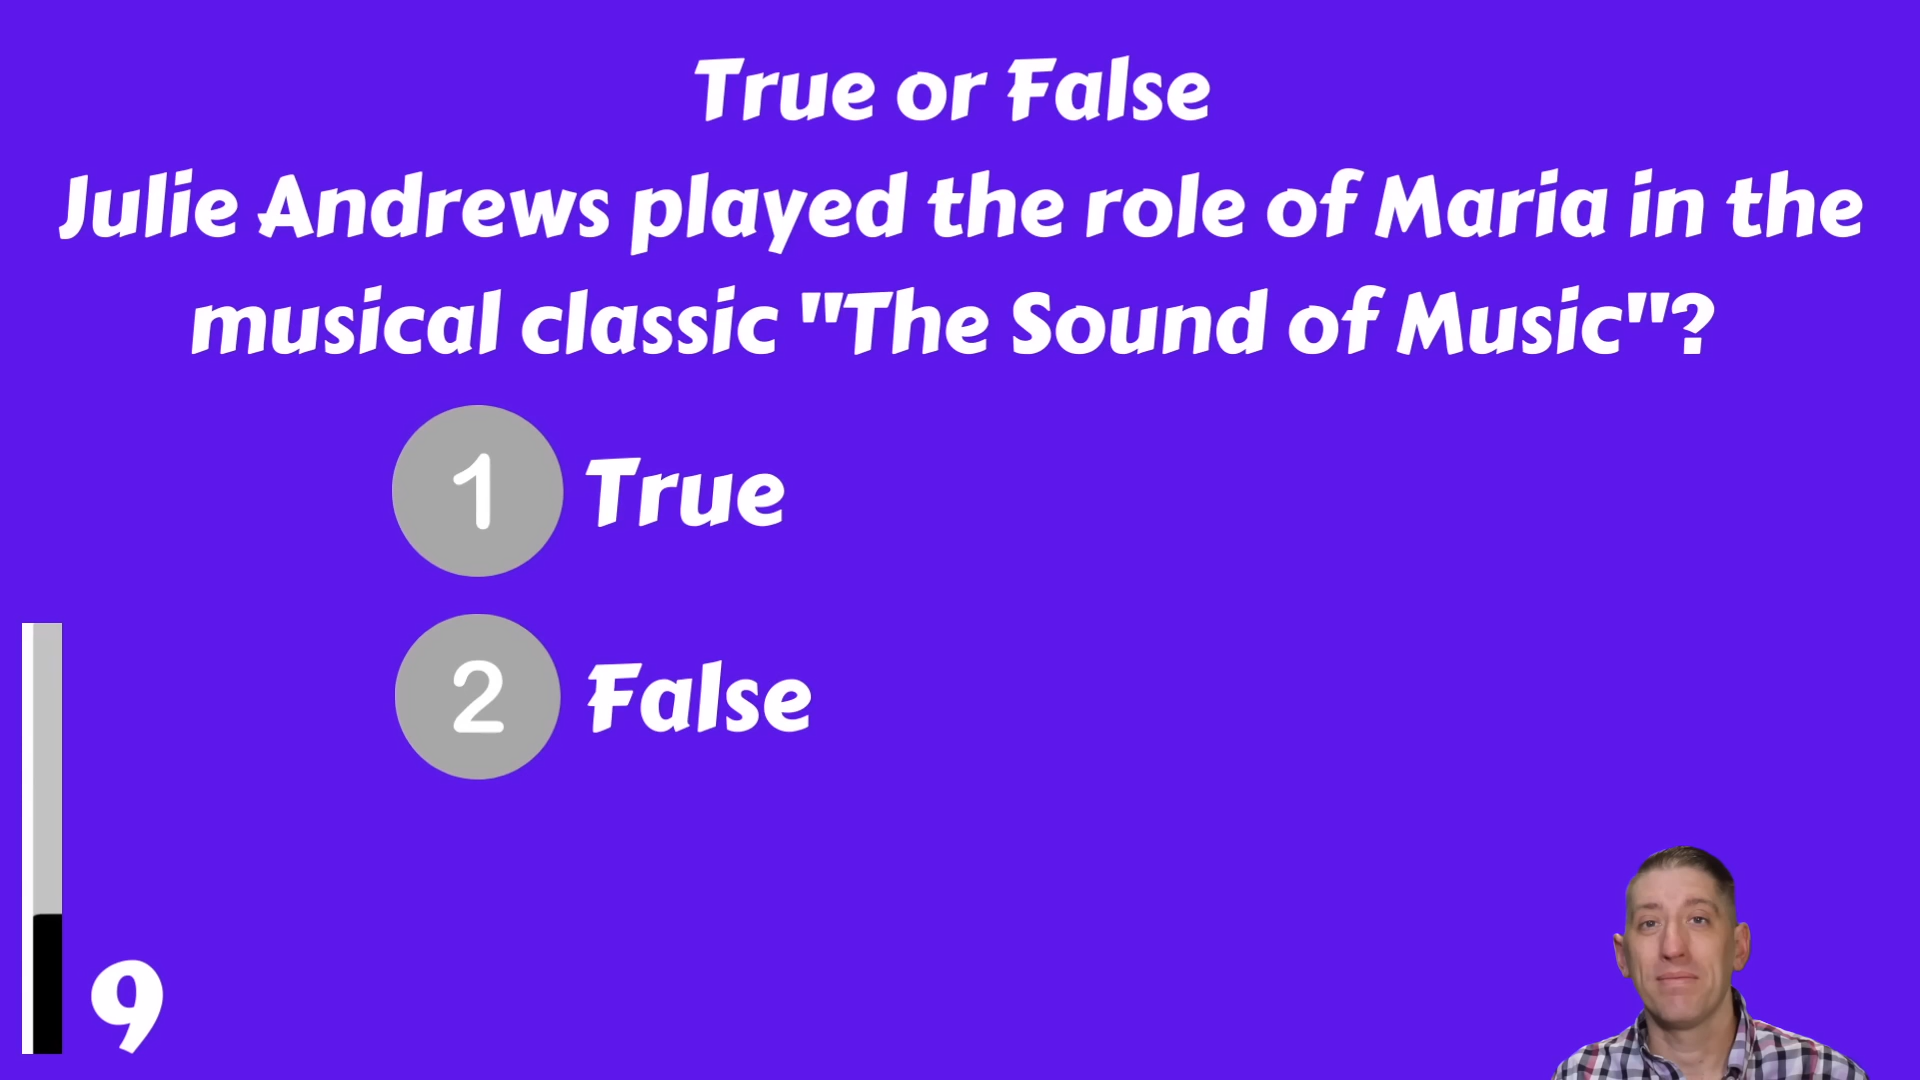 True or False
Julie Andrews played the role of Maria in the
musical classic "The Sound of Music"?
1 True
2 False
9